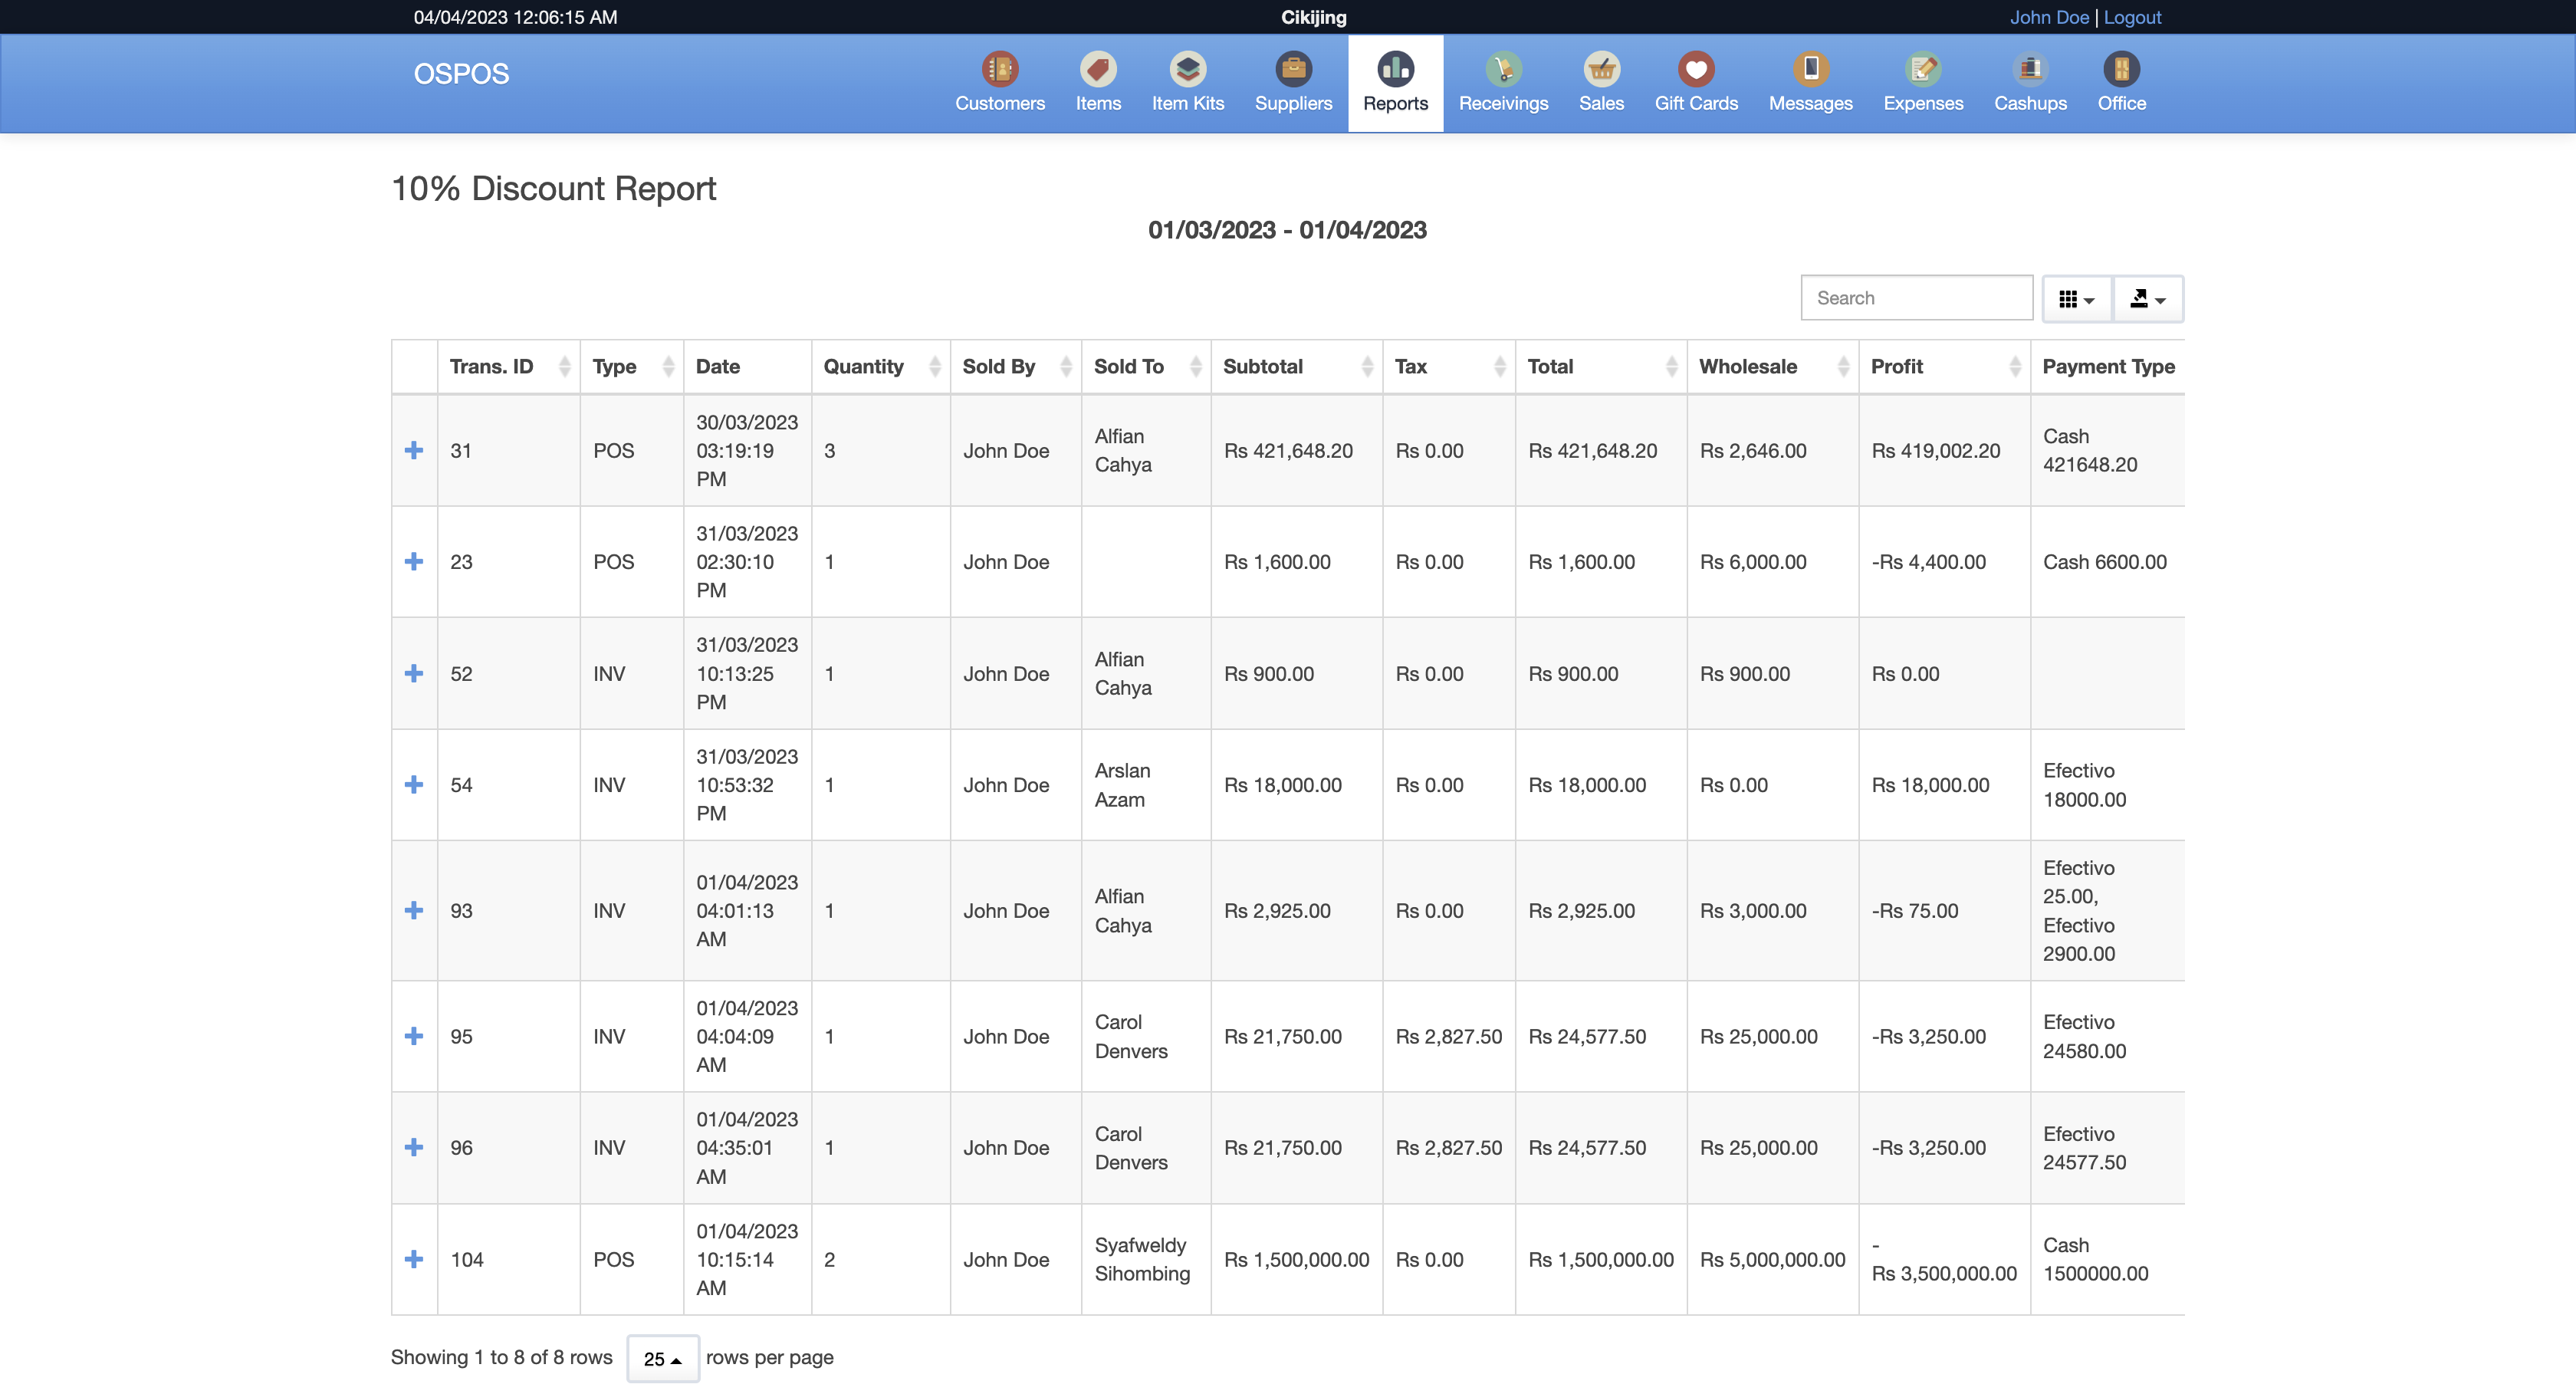 04/04/2023 12:06:15 AM
Cikijing
John Doe | Logout
OSPOS
Customers
Items
Item Kits
Suppliers
Reports
Receivings
Sales
Gift Cards
Messages
Expenses
Cashups
Office
10% Discount Report
01/03/2023 - 01/04/2023
Search
Trans. ID Type Date Quantity Sold By Sold To Subtotal Tax Total Wholesale Profit Payment Type
31 POS 30/03/2023 03:19:19 PM 3 John Doe Alfian Cahya Rs 421,648.20 Rs 0.00 Rs 421,648.20 Rs 2,646.00 Rs 419,002.20 Cash 421648.20
23 POS 31/03/2023 02:30:10 PM 1 John Doe Rs 1,600.00 Rs 0.00 Rs 1,600.00 Rs 6,000.00 -Rs 4,400.00 Cash 6600.00
52 INV 31/03/2023 10:13:25 PM 1 John Doe Alfian Cahya Rs 900.00 Rs 0.00 Rs 900.00 Rs 900.00 Rs 0.00
54 INV 31/03/2023 10:53:32 PM 1 John Doe Arslan Azam Rs 18,000.00 Rs 0.00 Rs 18,000.00 Rs 0.00 Rs 18,000.00 Efectivo 18000.00
93 INV 01/04/2023 04:01:13 AM 1 John Doe Alfian Cahya Rs 2,925.00 Rs 0.00 Rs 2,925.00 Rs 3,000.00 -Rs 75.00 Efectivo 25.00, Efectivo 2900.00
95 INV 01/04/2023 04:04:09 AM 1 John Doe Carol Denvers Rs 21,750.00 Rs 2,827.50 Rs 24,577.50 Rs 25,000.00 -Rs 3,250.00 Efectivo 24580.00
96 INV 01/04/2023 04:35:01 AM 1 John Doe Carol Denvers Rs 21,750.00 Rs 2,827.50 Rs 24,577.50 Rs 25,000.00 -Rs 3,250.00 Efectivo 24577.50
104 POS 01/04/2023 10:15:14 AM 2 John Doe Syafweldy Sihombing Rs 1,500,000.00 Rs 0.00 Rs 1,500,000.00 Rs 5,000,000.00 -Rs 3,500,000.00 Cash 1500000.00
Showing 1 to 8 of 8 rows 25 rows per page